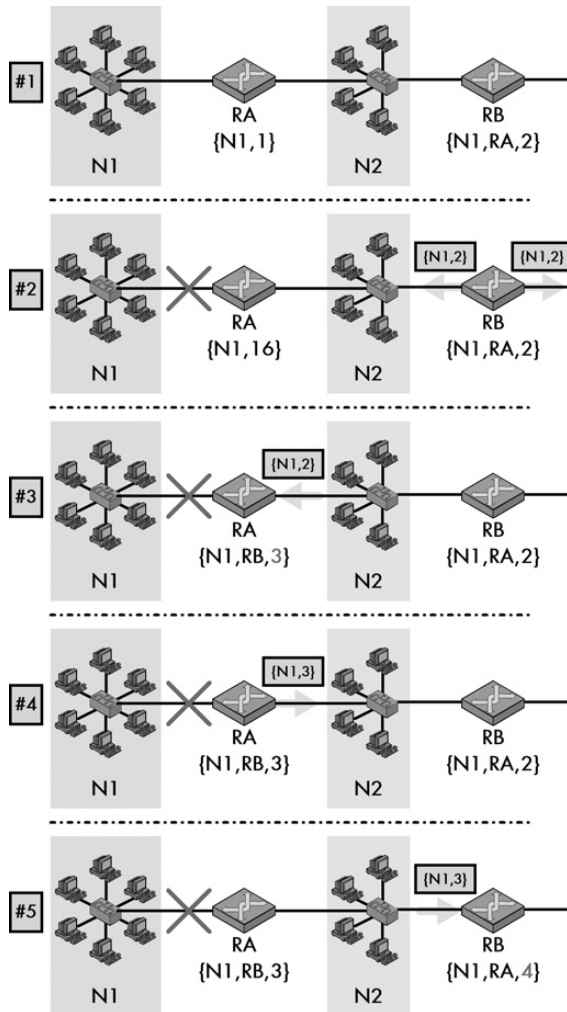 #1
RA
{N1,1}
RB
{N1,RA,2}
N1
N2
#2
{N1,2}
{N1,2}
RA
{N1,16}
RB
{N1,RA,2}
N1
N2
#3
{N1,2}
RA
{N1,RB,3}
RB
{N1,RA,2}
N1
N2
#4
{N1,3}
RA
{N1,RB,3}
RB
{N1,RA,2}
N1
N2
#5
{N1,3}
RA
{N1,RB,3}
RB
{N1,RA,4}
N1
N2